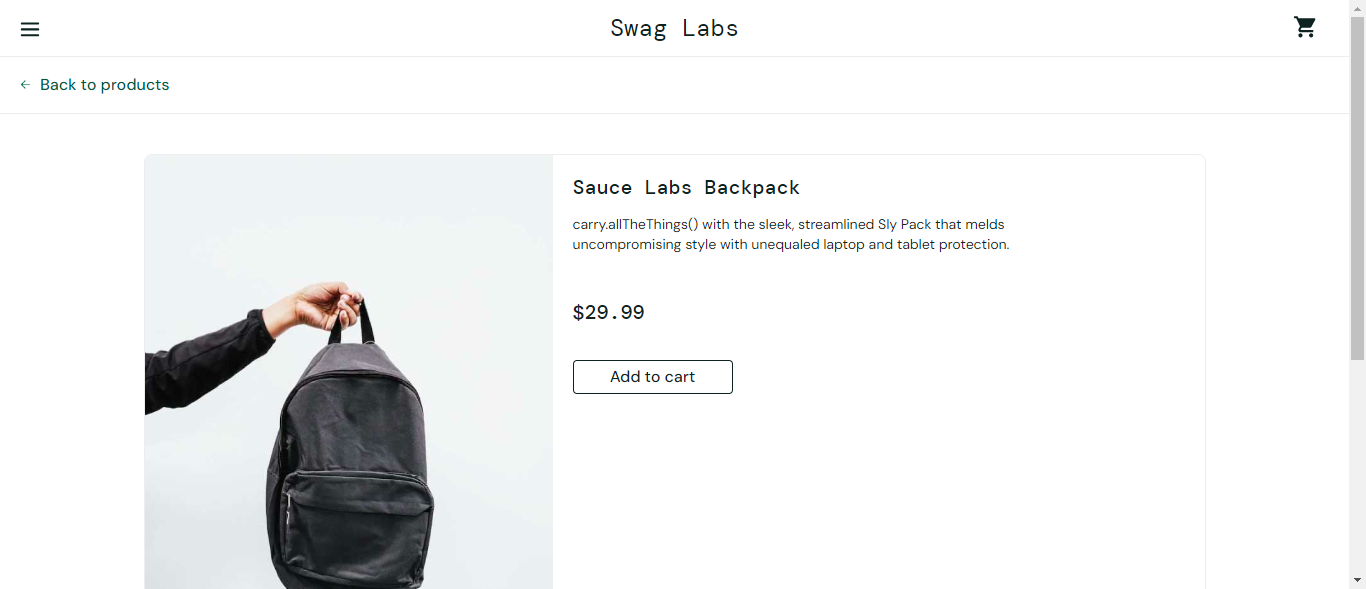 Swag Labs
Back to products
Sauce Labs Backpack
carry.allTheThings() with the sleek, streamlined Sly Pack that melds
uncompromising style with unequaled laptop and tablet protection.
$29.99
Add to cart